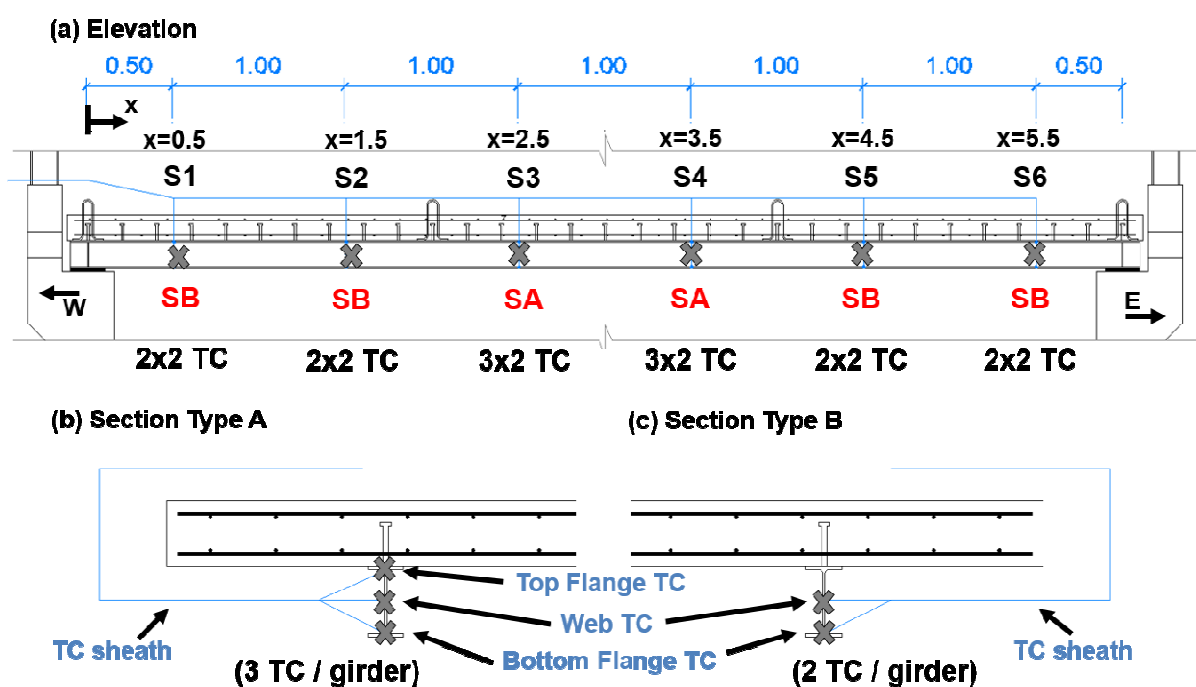 (a) Elevation
0.50 1.00 1.00 1.00 1.00 1.00 0.50
x
x=0.5 x=1.5 x=2.5 x=3.5 x=4.5 x=5.5
S1 S2 S3 S4 S5 S6
W SB SB SA SA SB SB E
2x2 TC 2x2 TC 3x2 TC 3x2 TC 2x2 TC 2x2 TC
(b) Section Type A (c) Section Type B
Top Flange TC
Web TC
TC sheath Bottom Flange TC TC sheath
(3 TC / girder) (2 TC / girder)